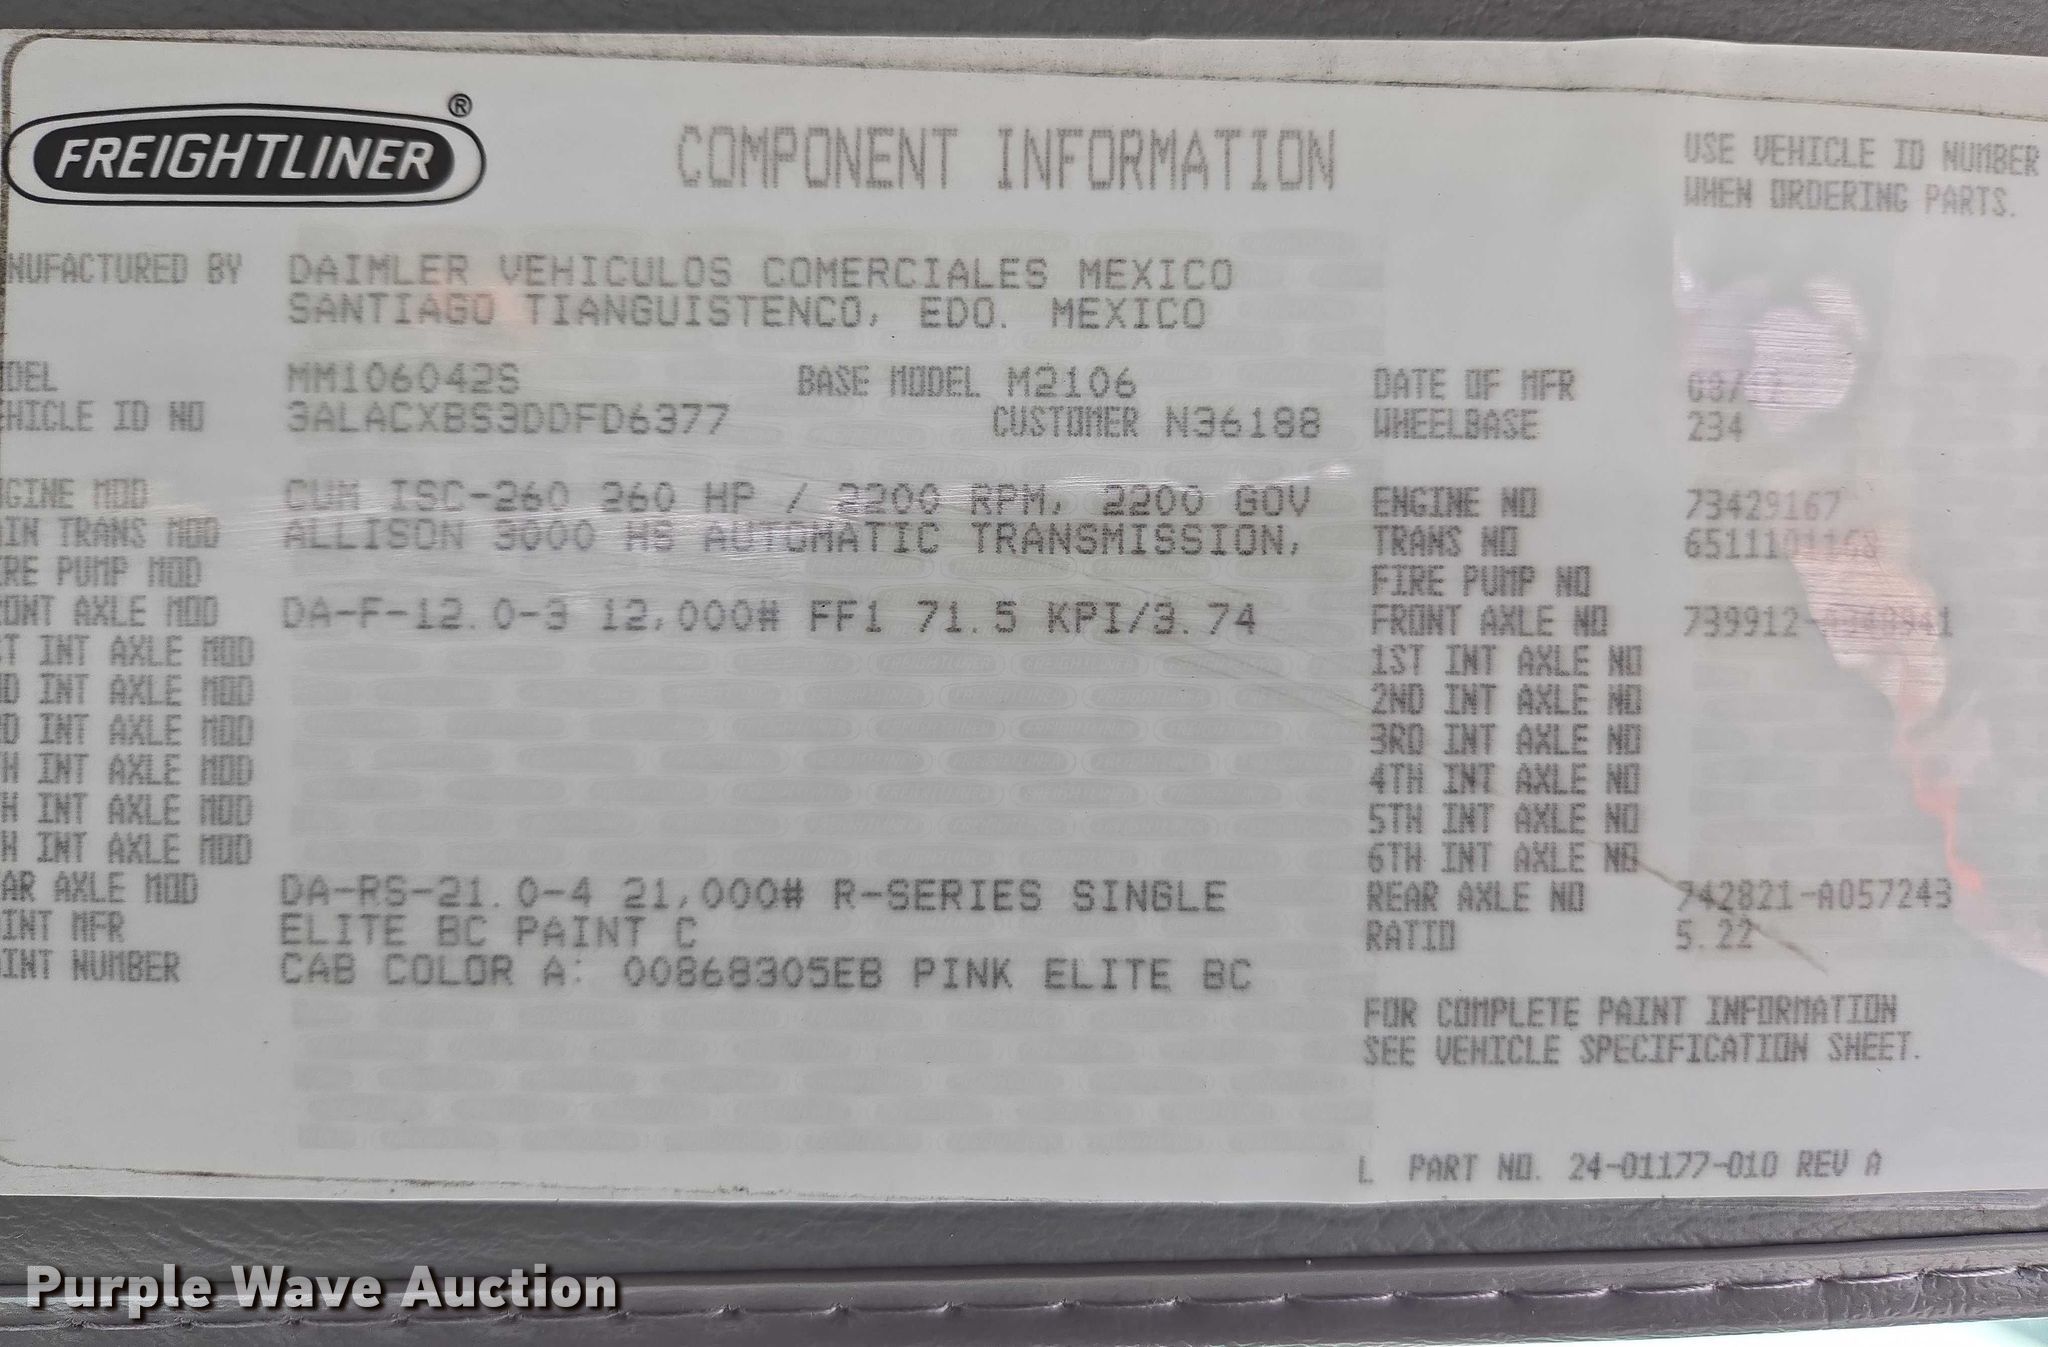 FREIGHTLINER ®
COMPONENT INFORMATION
USE VEHICLE ID NUMBER
WHEN ORDERING PARTS.
NUFACTURED BY DAIMLER VEHICULOS COMERCIALES MEXICO
SANTIAGO TIANGUISTENCO, EDO. MEXICO
DEL MM106042S BASE MODEL M2106 DATE OF MFR
HICLE ID NO 3ALACXBS3DDFD6377 CUSTOMER N36188 WHEELBASE 234
GINE MOD CUM ISC-260 260 HP / 2200 RPM, 2200 GOV ENGINE NO 73429167
IN TRANS MOD ALLISON 3000 HS AUTOMATIC TRANSMISSION, TRANS NO
RE PUMP MOD FIRE PUMP NO
ONT AXLE MOD DA-F-12.0-3 12,000# FF1 71.5 KPI/3.74 FRONT AXLE NO
T INT AXLE MOD 1ST INT AXLE NO
D INT AXLE MOD 2ND INT AXLE NO
D INT AXLE MOD 3RD INT AXLE NO
H INT AXLE MOD 4TH INT AXLE NO
H INT AXLE MOD 5TH INT AXLE NO
H INT AXLE MOD 6TH INT AXLE NO
AR AXLE MOD DA-RS-21.0-4 21,000# R-SERIES SINGLE REAR AXLE NO 742821-A057243
INT MFR ELITE BC PAINT C RATIO 5.22
INT NUMBER CAB COLOR A: 00868305EB PINK ELITE BC
FOR COMPLETE PAINT INFORMATION
SEE VEHICLE SPECIFICATION SHEET.
L PART NO. 24-01177-010 REV A
Purple Wave Auction